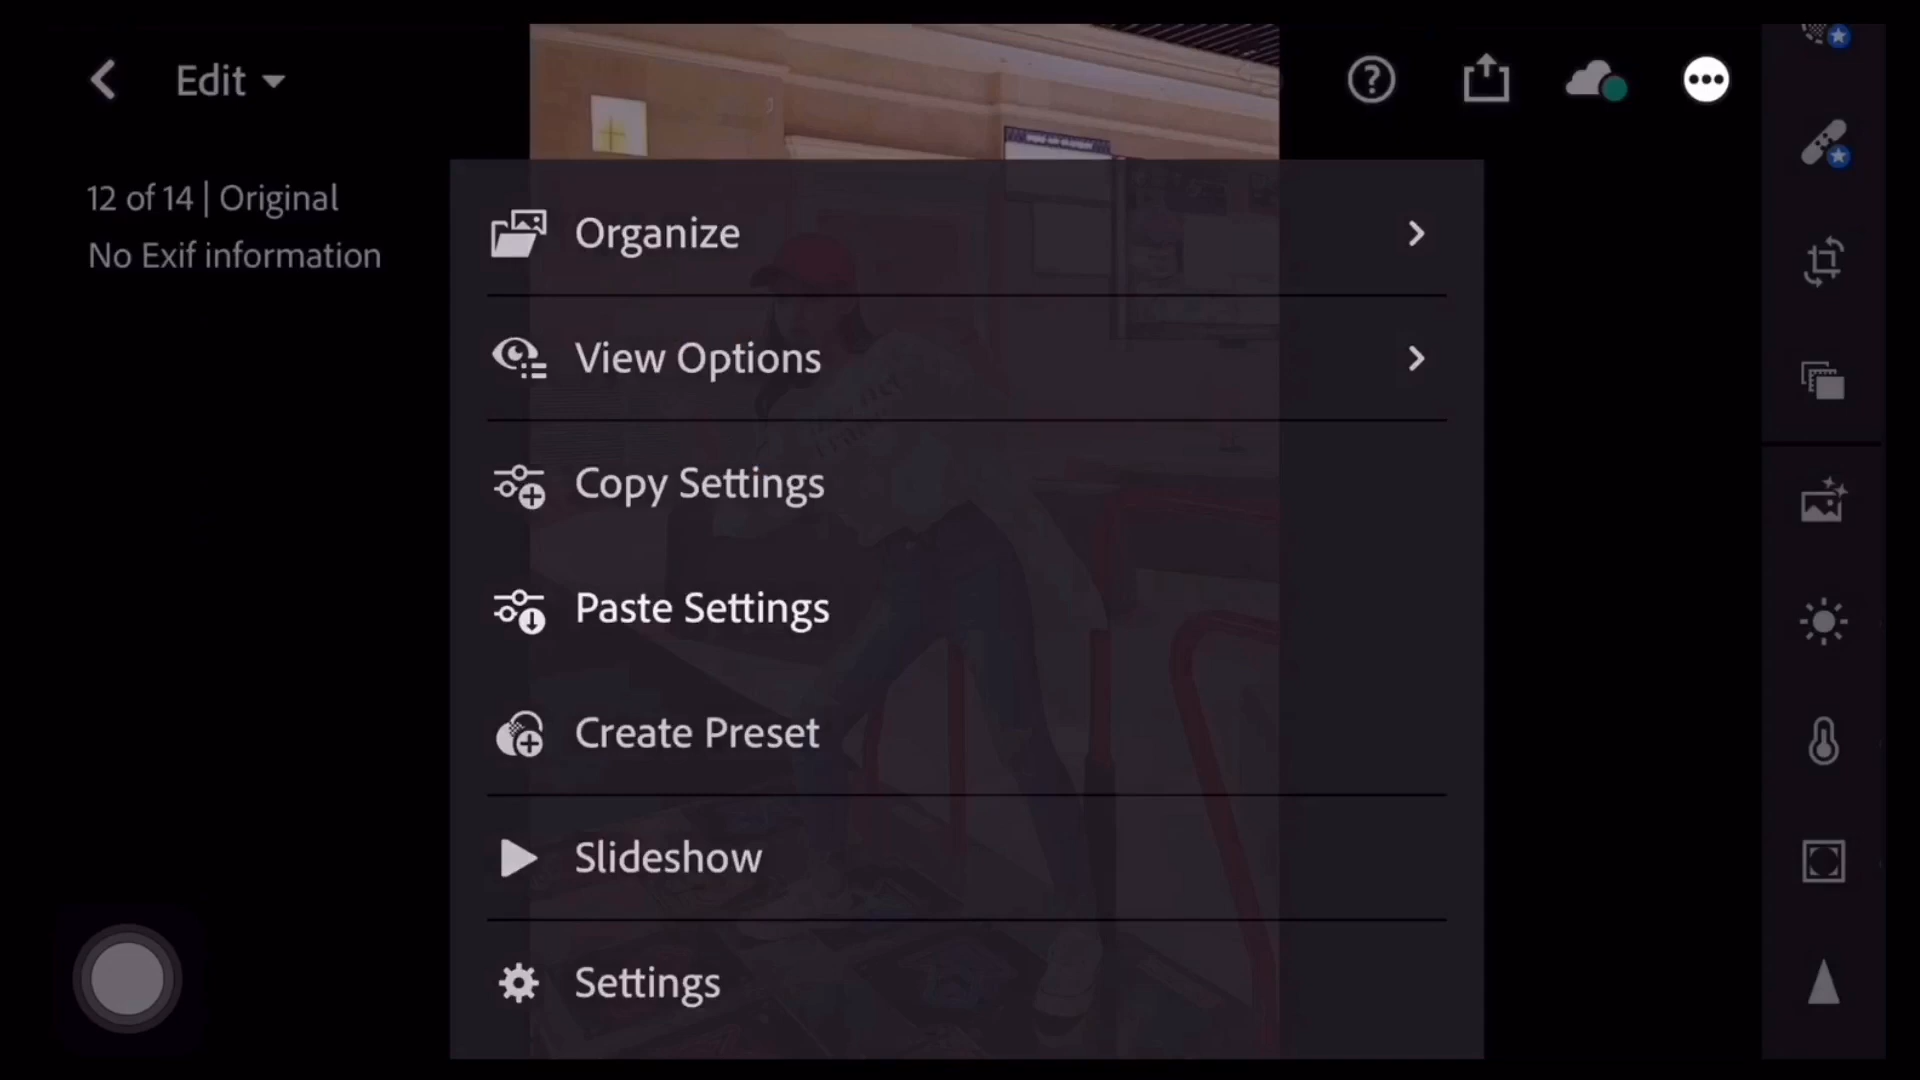 Edit
12 of 14 | Original
No Exif information
Organize
View Options
Copy Settings
Paste Settings
Create Preset
Slideshow
Settings